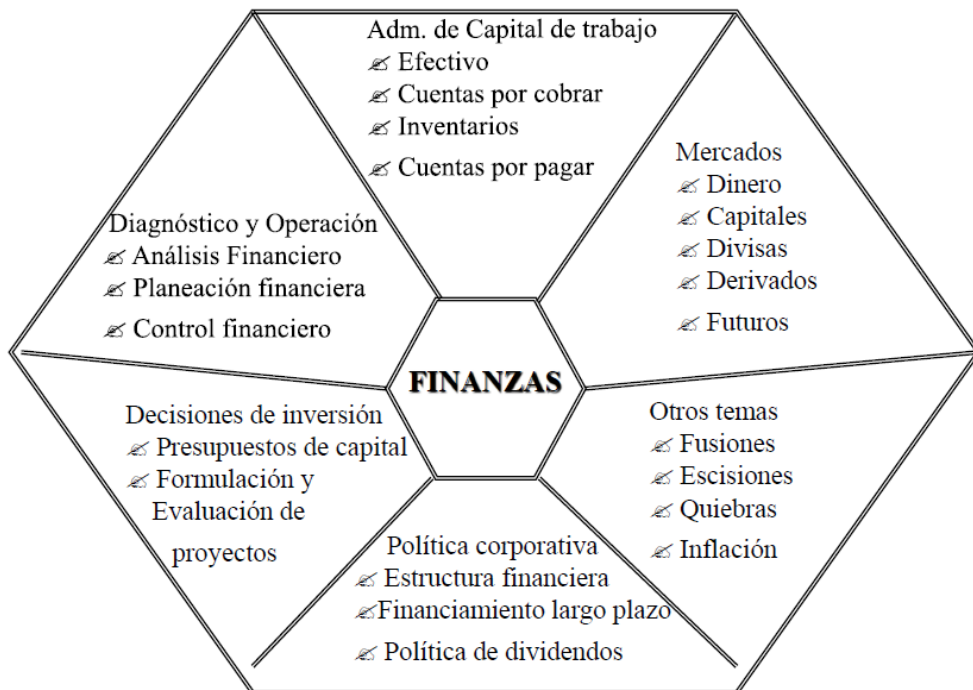 Adm. de Capital de trabajo
Efectivo
Cuentas por cobrar
Inventarios
Cuentas por pagar
Mercados
Dinero
Capitales
Divisas
Derivados
Futuros
Diagnóstico y Operación
Análisis Financiero
Planeación financiera
Control financiero
FINANZAS
Decisiones de inversión
Presupuestos de capital
Formulación y
Evaluación de
proyectos
Otros temas
Fusiones
Escisiones
Quiebras
Inflación
Política corporativa
Estructura financiera
Financiamiento largo plazo
Política de dividendos